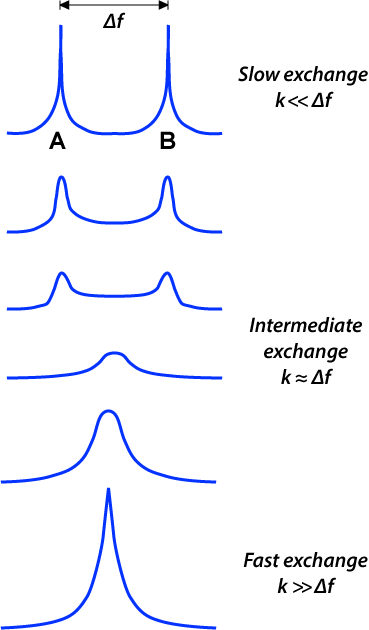 Δf
Slow exchange
k << Δf
A
B
Intermediate
exchange
k ≈ Δf
Fast exchange
k >> Δf